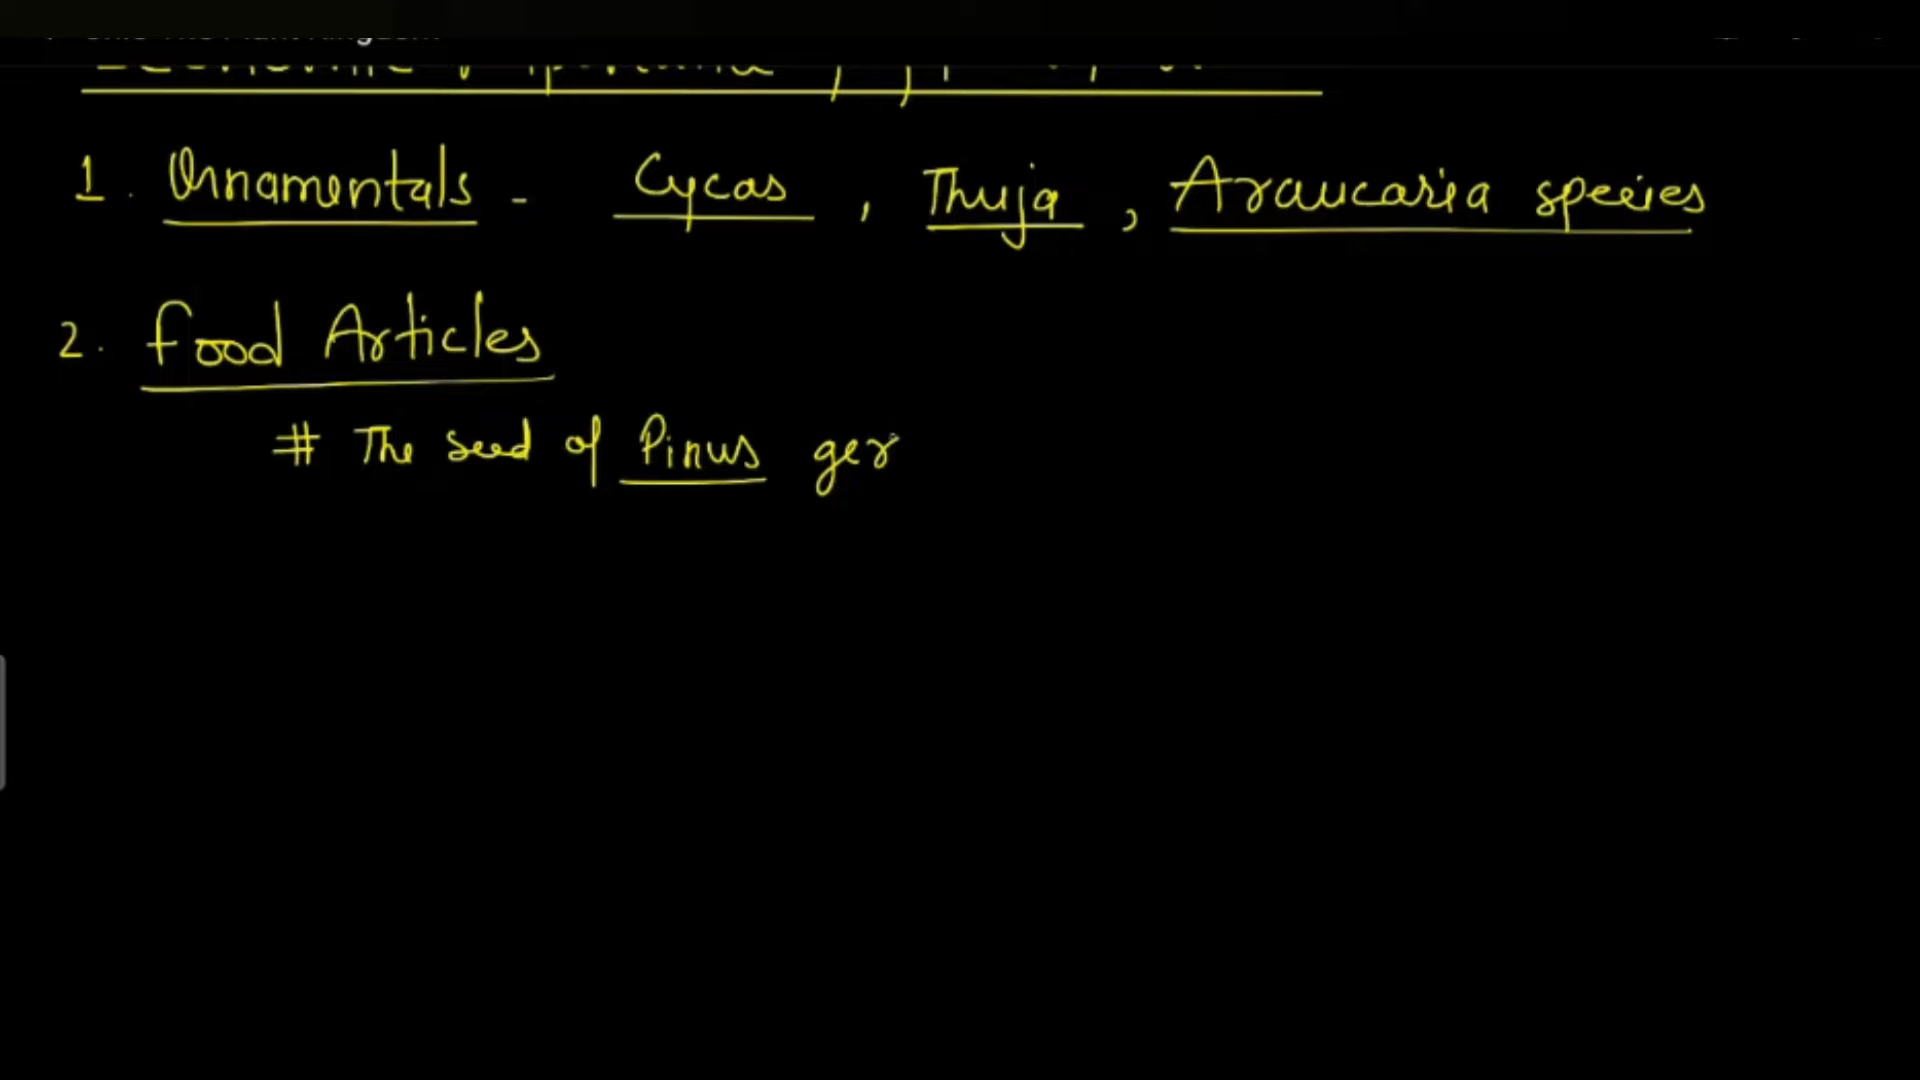 1. Ornamentals - Cycas, Thuja, Araucaria species
2. Food Articles
# The seed of Pinus ger